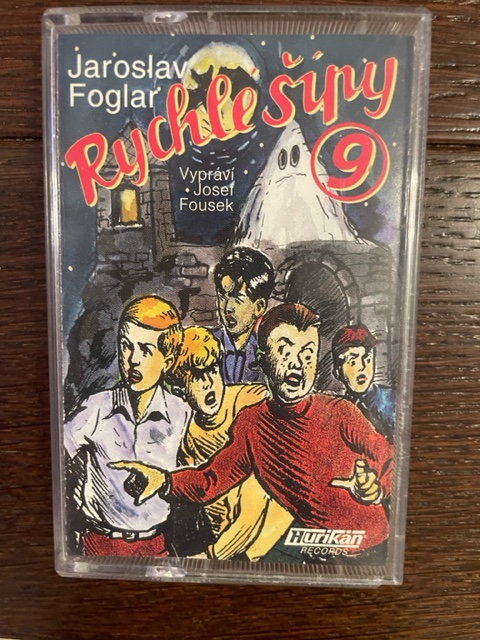 Jaroslav
Foglar
Rychlé šípy
9
Vypráví
Josef
Fousek
Hurikán
RECORDS